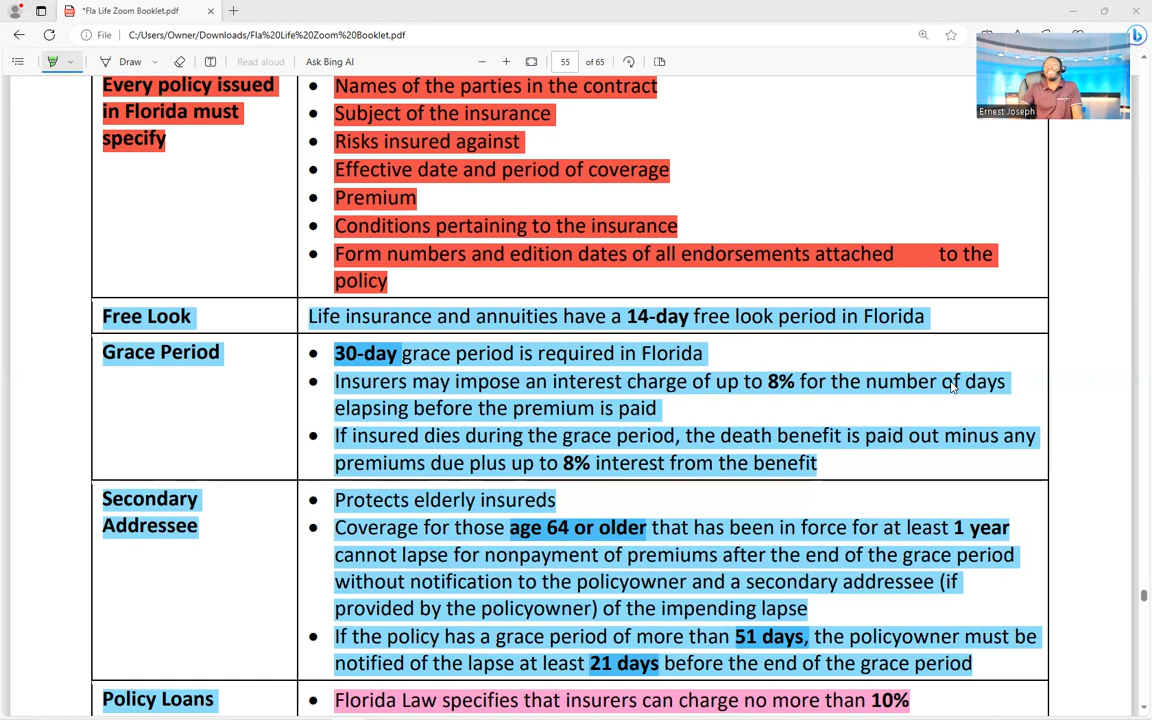 *Fla Life Zoom Booklet.pdf
File C:/Users/Owner/Downloads/Fla%20Life%20Zoom%20Booklet.pdf
Draw Read aloud Ask Bing AI 55 of 65
Ernest Joseph
Every policy issued
in Florida must
specify
• Names of the parties in the contract
• Subject of the insurance
• Risks insured against
• Effective date and period of coverage
• Premium
• Conditions pertaining to the insurance
• Form numbers and edition dates of all endorsements attached to the
policy
Free Look
Life insurance and annuities have a 14-day free look period in Florida
Grace Period
• 30-day grace period is required in Florida
• Insurers may impose an interest charge of up to 8% for the number of days
elapsing before the premium is paid
• If insured dies during the grace period, the death benefit is paid out minus any
premiums due plus up to 8% interest from the benefit
Secondary
Addressee
• Protects elderly insureds
• Coverage for those age 64 or older that has been in force for at least 1 year
cannot lapse for nonpayment of premiums after the end of the grace period
without notification to the policyowner and a secondary addressee (if
provided by the policyowner) of the impending lapse
• If the policy has a grace period of more than 51 days, the policyowner must be
notified of the lapse at least 21 days before the end of the grace period
Policy Loans
• Florida Law specifies that insurers can charge no more than 10%